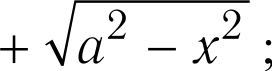 + √(a² − x²) ;